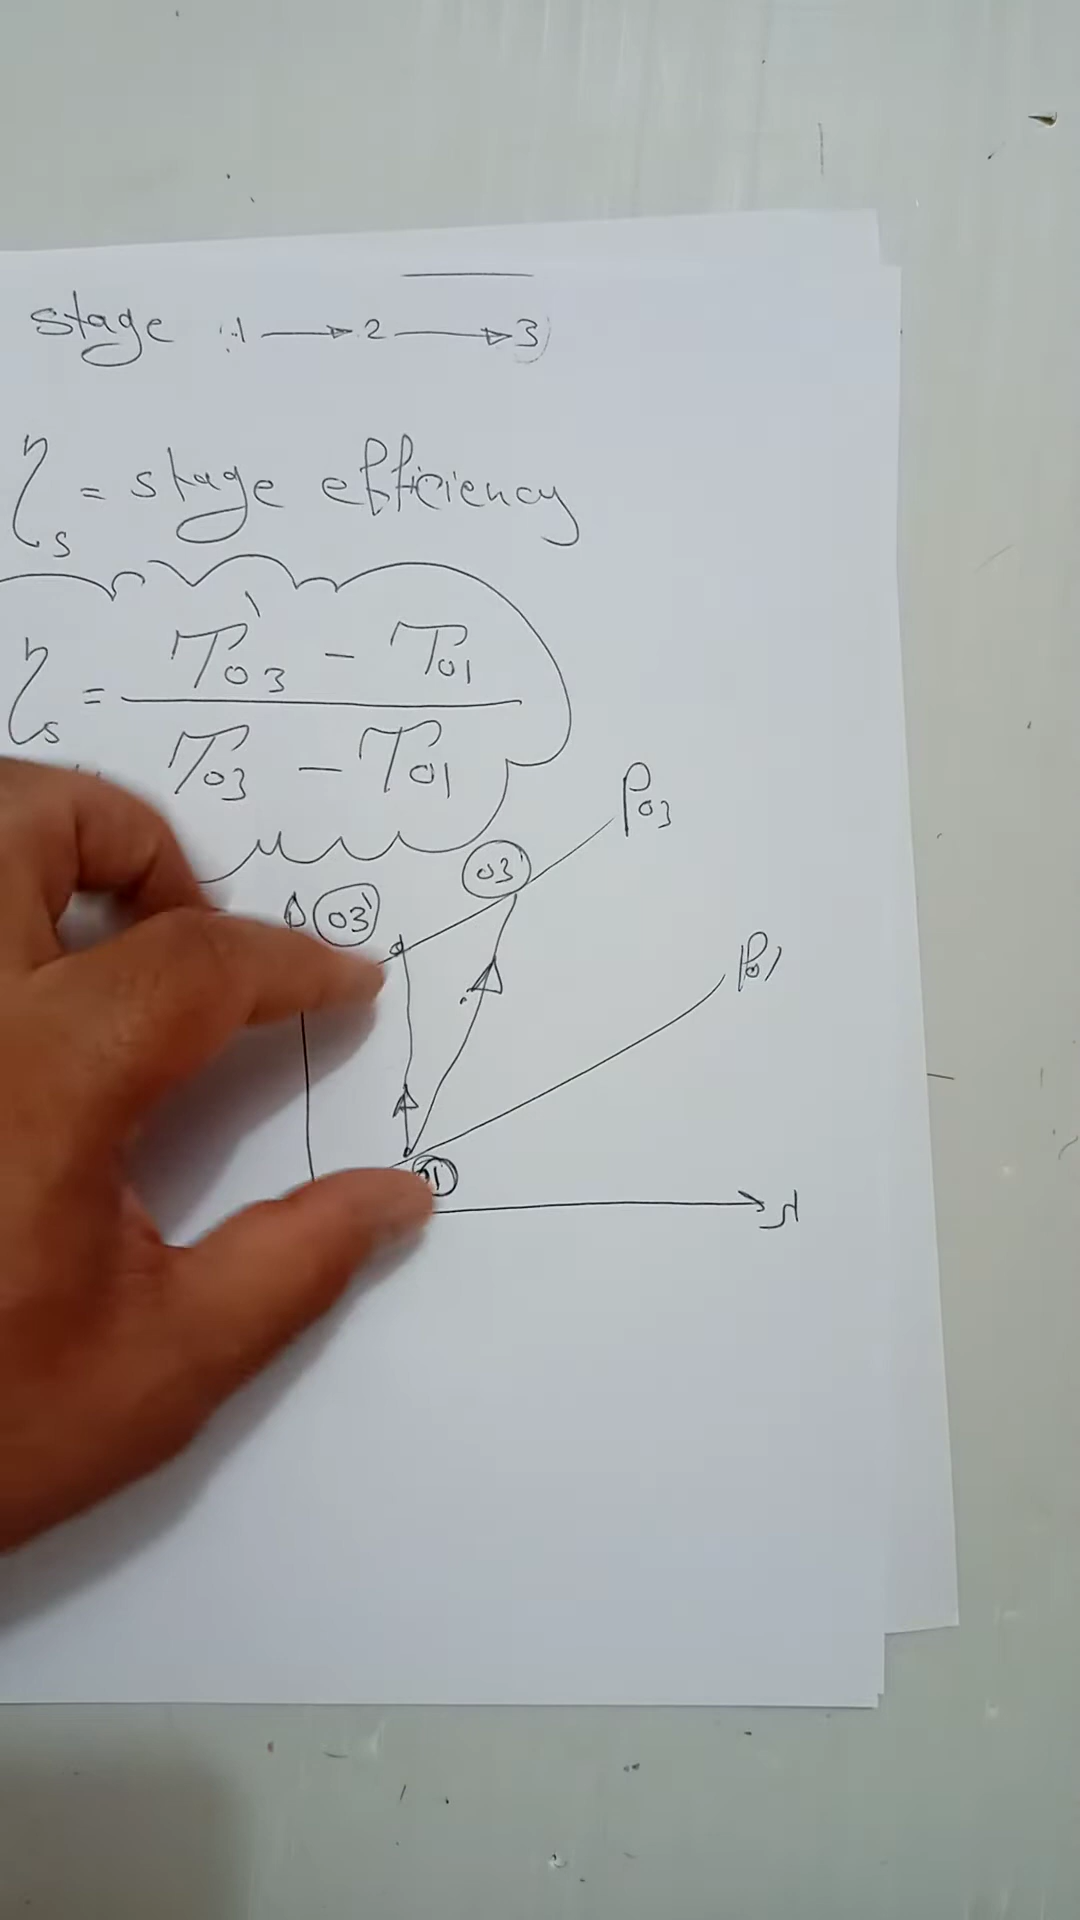 stage 1 → 2 → 3
η_s = stage efficiency
η_s = (T'03 - T01) / (T03 - T01)
P03
03
03'
P01
01